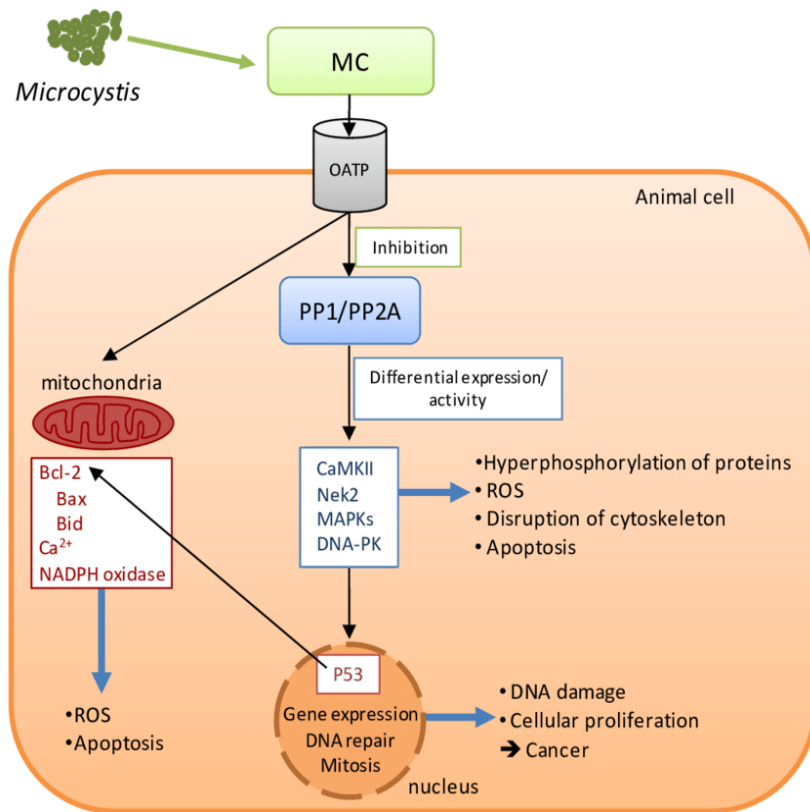 Microcystis
MC
OATP
Animal cell
Inhibition
PP1/PP2A
Differential expression/
activity
mitochondria
Bcl-2
Bax
Bid
Ca²⁺
NADPH oxidase
CaMKII
Nek2
MAPKs
DNA-PK
•Hyperphosphorylation of proteins
• ROS
• Disruption of cytoskeleton
• Apoptosis
•ROS
•Apoptosis
P53
Gene expression
DNA repair
Mitosis
nucleus
• DNA damage
• Cellular proliferation
➔ Cancer